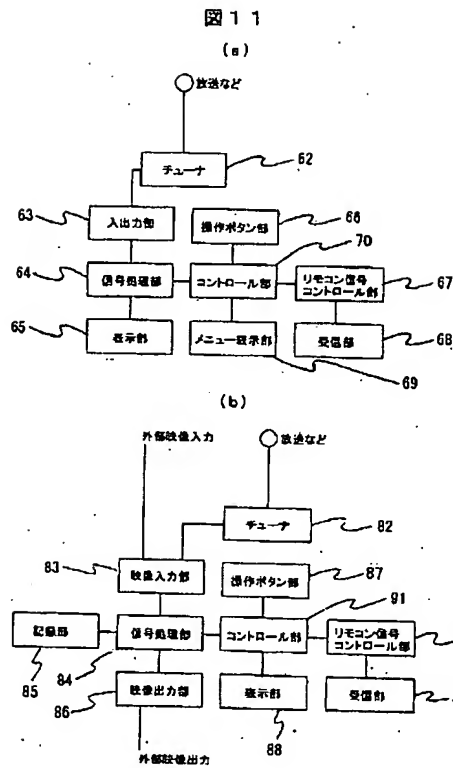 図11
(a)
放送など
チューナ
62
63
入出力部
操作ボタン部
66
70
64
信号処理部
コントロール部
リモコン信号
コントロール部
67
65
表示部
メニュー表示部
受信部
68
69
(b)
外部映像入力
放送など
チューナ
82
83
映像入力部
操作ボタン部
87
91
記録部
信号処理部
コントロール部
リモコン信号
コントロール部
85
84
86
映像出力部
表示部
受信部
88
外部映像出力